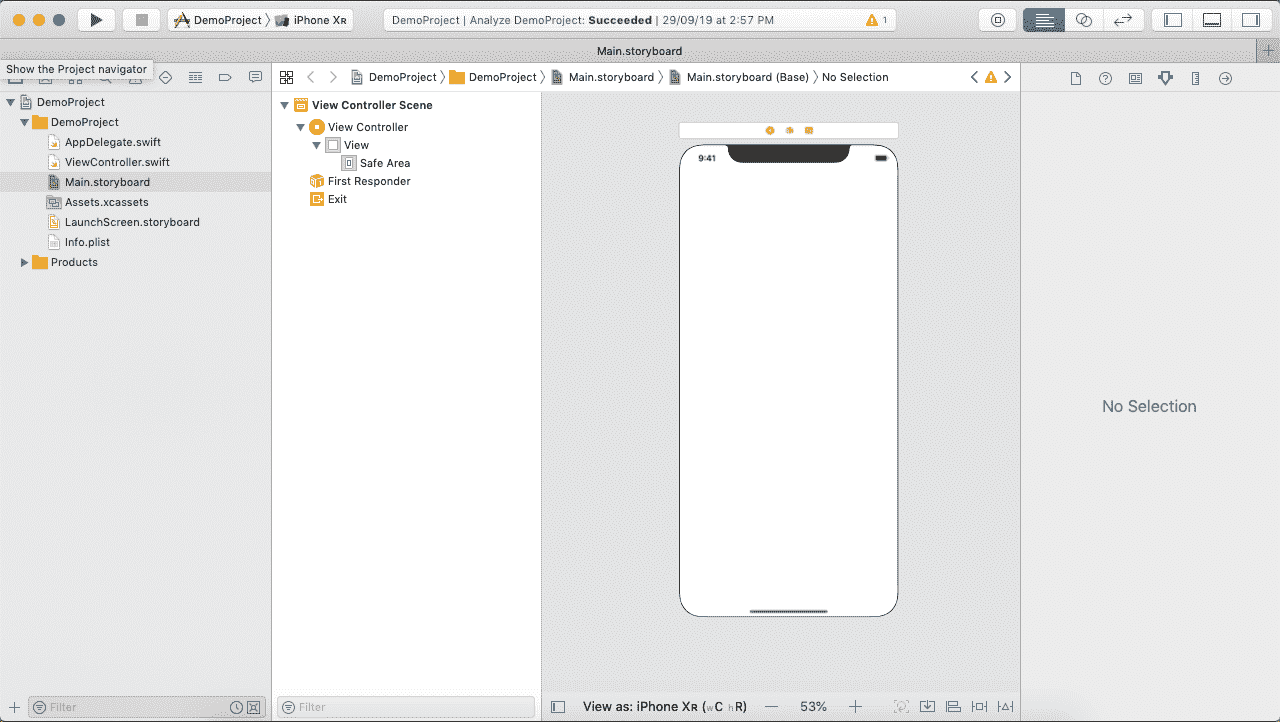 DemoProject iPhone XR DemoProject | Analyze DemoProject: Succeeded | 29/09/19 at 2:57 PM 1
Main.storyboard
Show the Project navigator
DemoProject DemoProject Main.storyboard Main.storyboard (Base) No Selection
DemoProject
DemoProject
AppDelegate.swift
ViewController.swift
Main.storyboard
Assets.xcassets
LaunchScreen.storyboard
Info.plist
Products
View Controller Scene
View Controller
View
Safe Area
First Responder
Exit
9:41
No Selection
Filter
Filter
View as: iPhone XR (wC hR) 53%